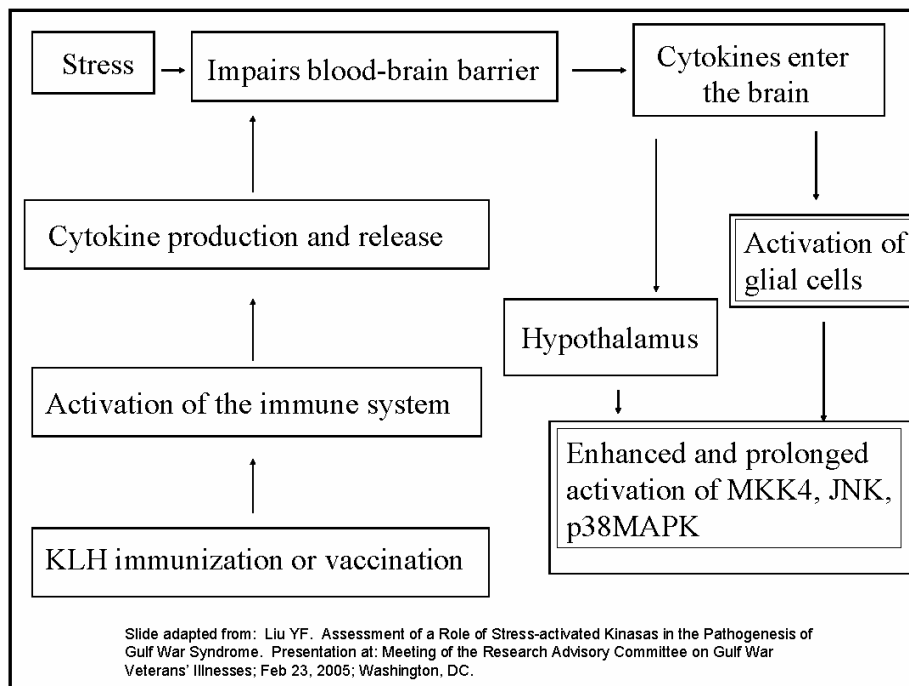 Stress
Impairs blood-brain barrier
Cytokines enter
the brain
Cytokine production and release
Activation of
glial cells
Hypothalamus
Activation of the immune system
Enhanced and prolonged
activation of MKK4, JNK,
p38MAPK
KLH immunization or vaccination
Slide adapted from: Liu YF. Assessment of a Role of Stress-activated Kinasas in the Pathogenesis of
Gulf War Syndrome. Presentation at: Meeting of the Research Advisory Committee on Gulf War
Veterans' Illnesses; Feb 23, 2005; Washington, DC.